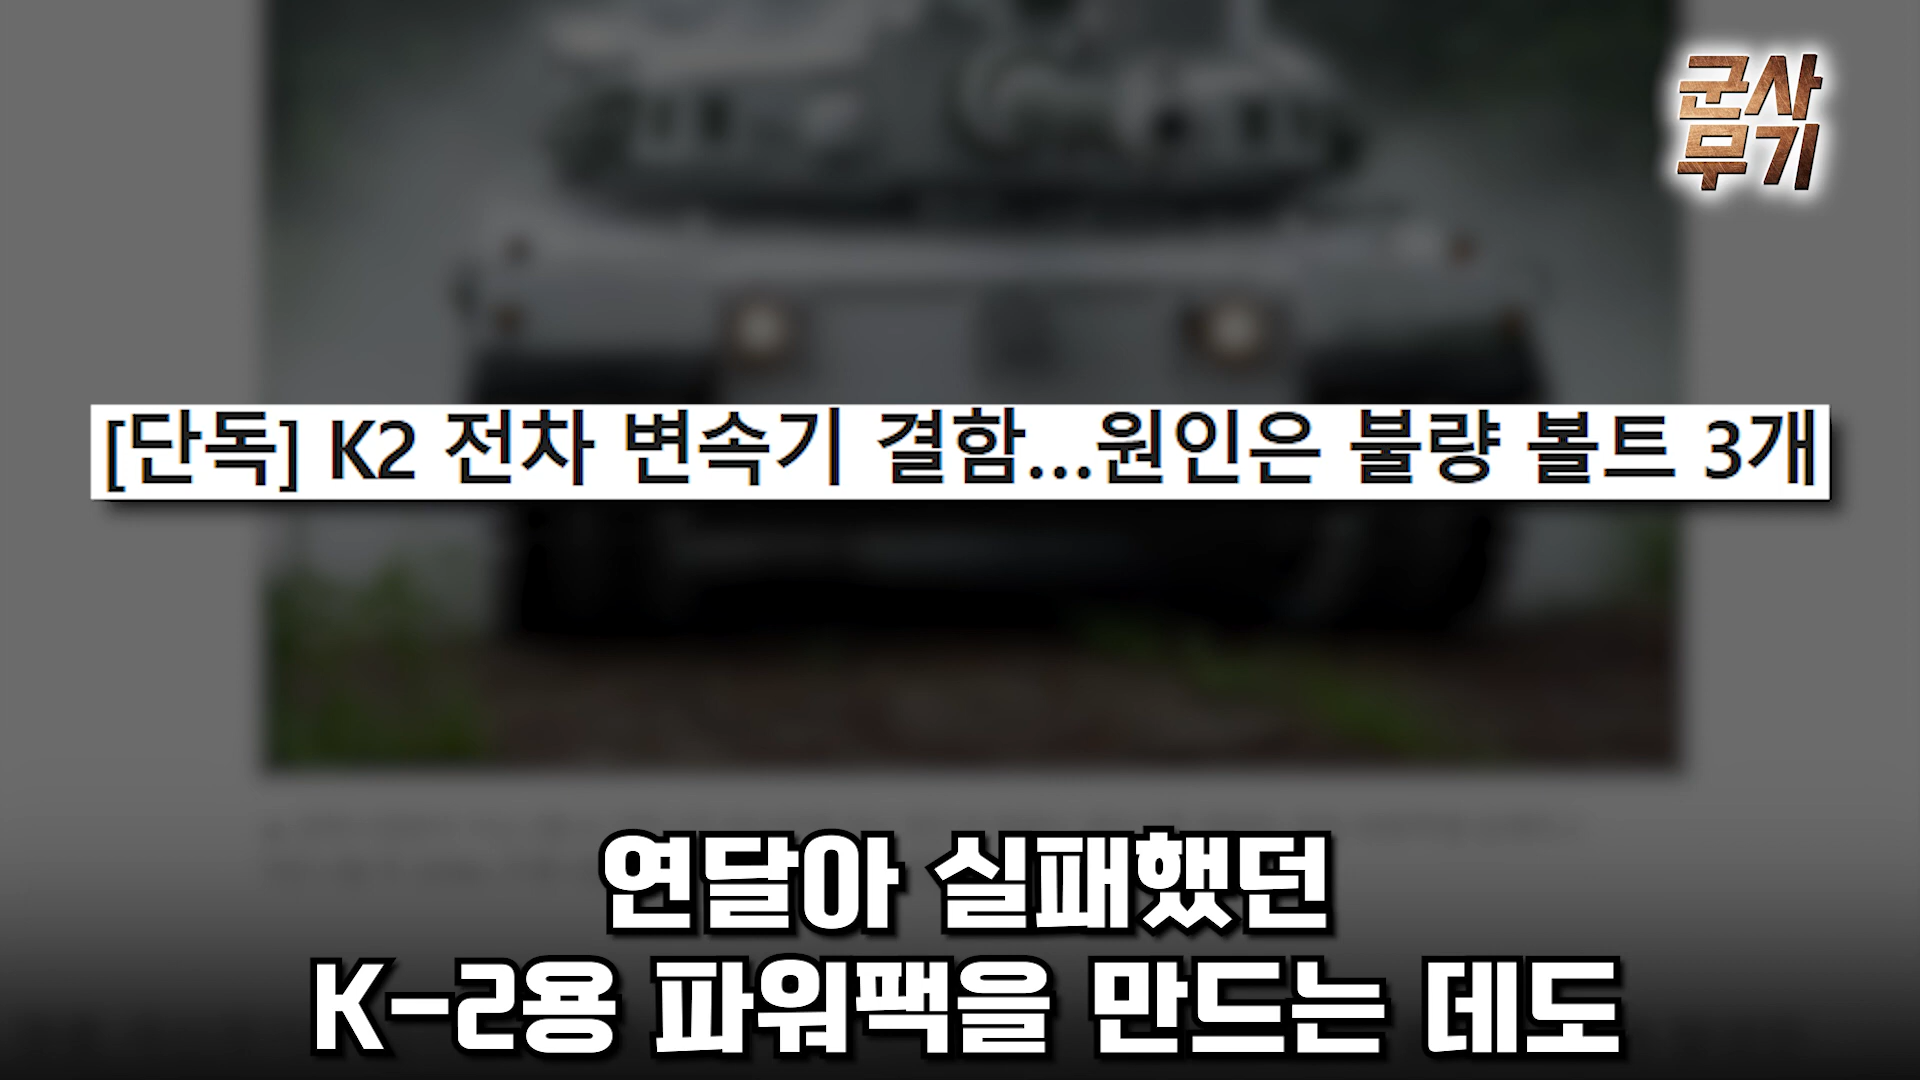 군사
무기
[단독] K2 전차 변속기 결함...원인은 불량 볼트 3개
연달아 실패했던
K-2용 파워팩을 만드는 데도